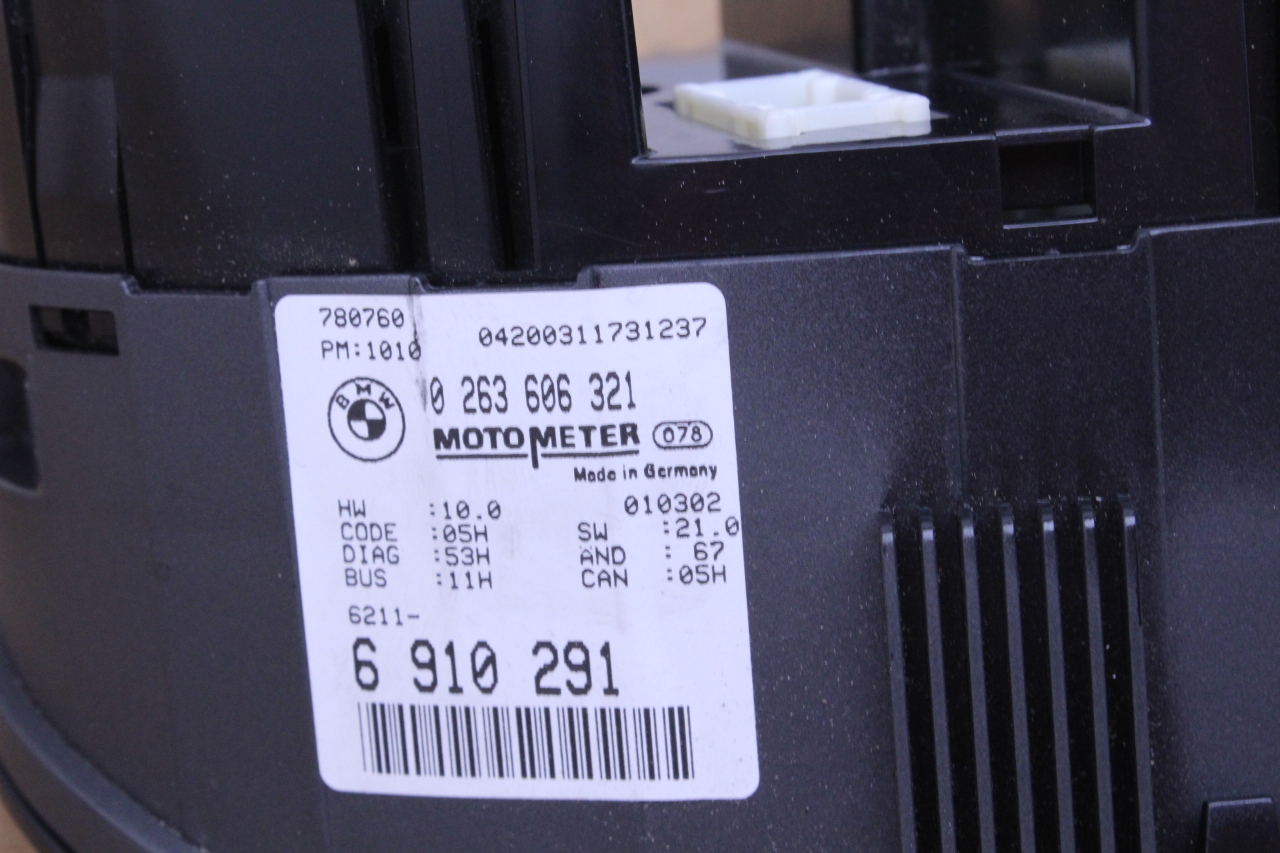 780760
04200311731237
PM:1010
BMW
0 263 606 321
MOTOMETER 078
Made in Germany
HW :10.0 010302
CODE :05H SW :21.0
DIAG :53H AND : 67
BUS :11H CAN :05H
6211-
6 910 291